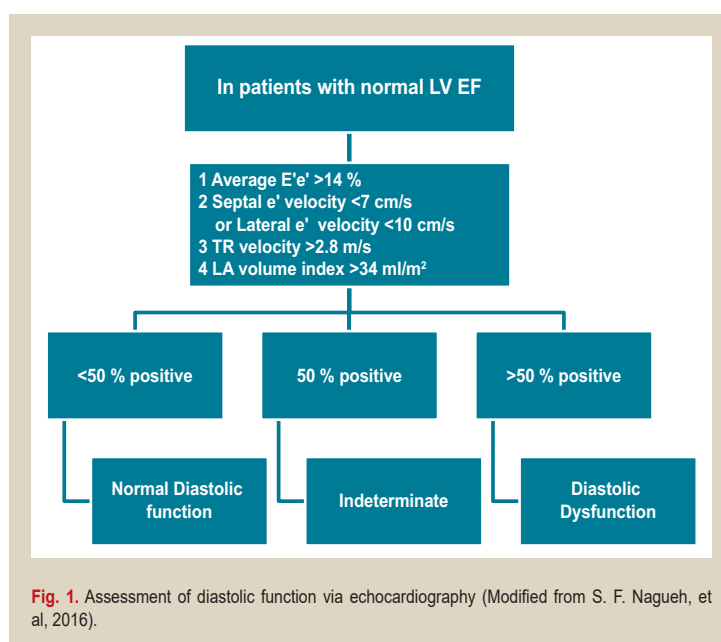 In patients with normal LV EF
1 Average E'e' >14 %
2 Septal e' velocity <7 cm/s
or Lateral e' velocity <10 cm/s
3 TR velocity >2.8 m/s
4 LA volume index >34 ml/m²
<50 % positive
50 % positive
>50 % positive
Normal Diastolic
function
Indeterminate
Diastolic
Dysfunction
Fig. 1. Assessment of diastolic function via echocardiography (Modified from S. F. Nagueh, et
al, 2016).